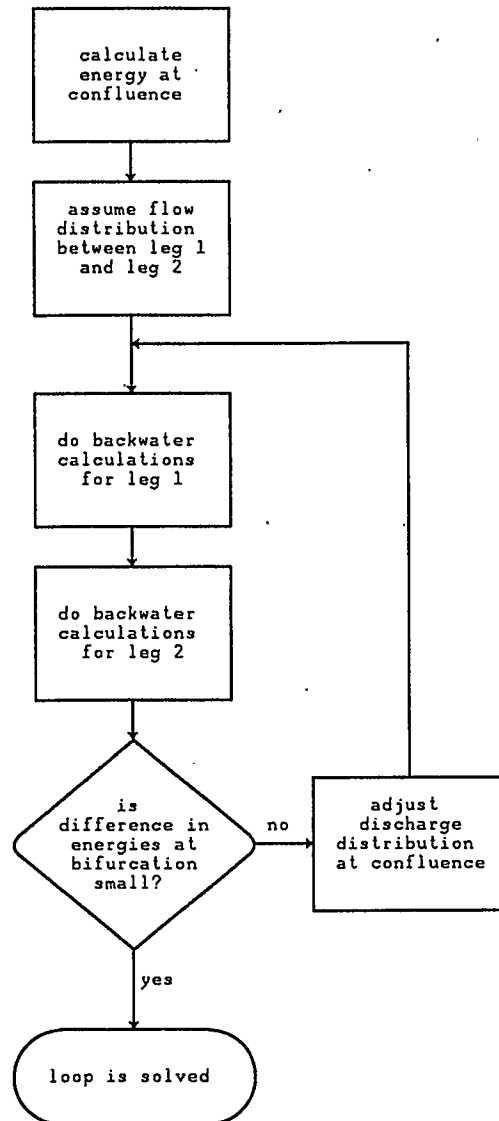 calculate
energy at
confluence
assume flow
distribution
between leg 1
and leg 2
do backwater
calculations
for leg 1
do backwater
calculations
for leg 2
is
difference in
energies at
bifurcation
small?
no
adjust
discharge
distribution
at confluence
yes
loop is solved